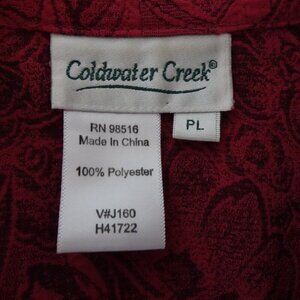 Coldwater Creek®
PL
RN 98516
Made in China
100% Polyester
V#J160
H41722